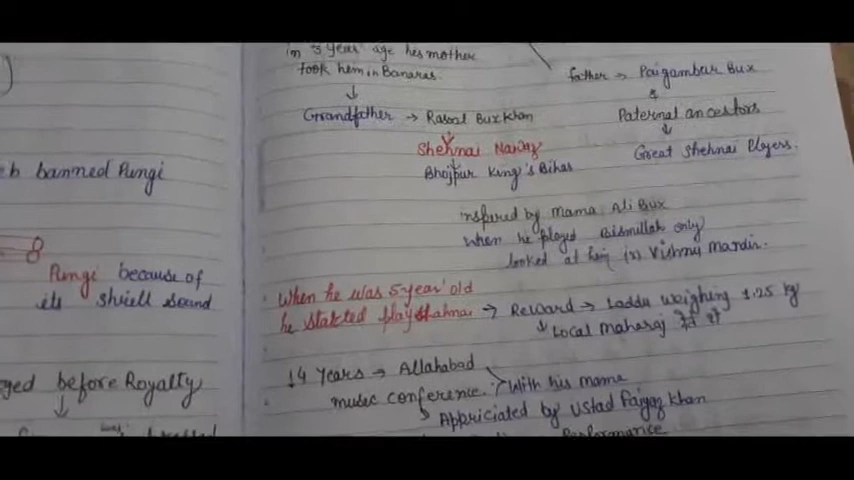 banned Pungi
Pungi because of
its shrill sound
before Royalty
in 3 year age his mother
took him in Banaras.
Grandfather → Rasool Bux Khan
Shehnai Nawaz
Bhojpur King's Bihar
father → Paigambur Bux
Paternal ancestors
Great shehnai Players.
inspired by mama Ali Bux
when he played Bismillah only
looked at him in Vishnu mandir.
When he was 5-year old
he started play
→ Reward → Laddu weighing 1.25 kg
Local maharaj ने दी
14 years → Allahabad
music conference.
With his mama
Appriciated by Ustad Faiyaz Khan
Performance